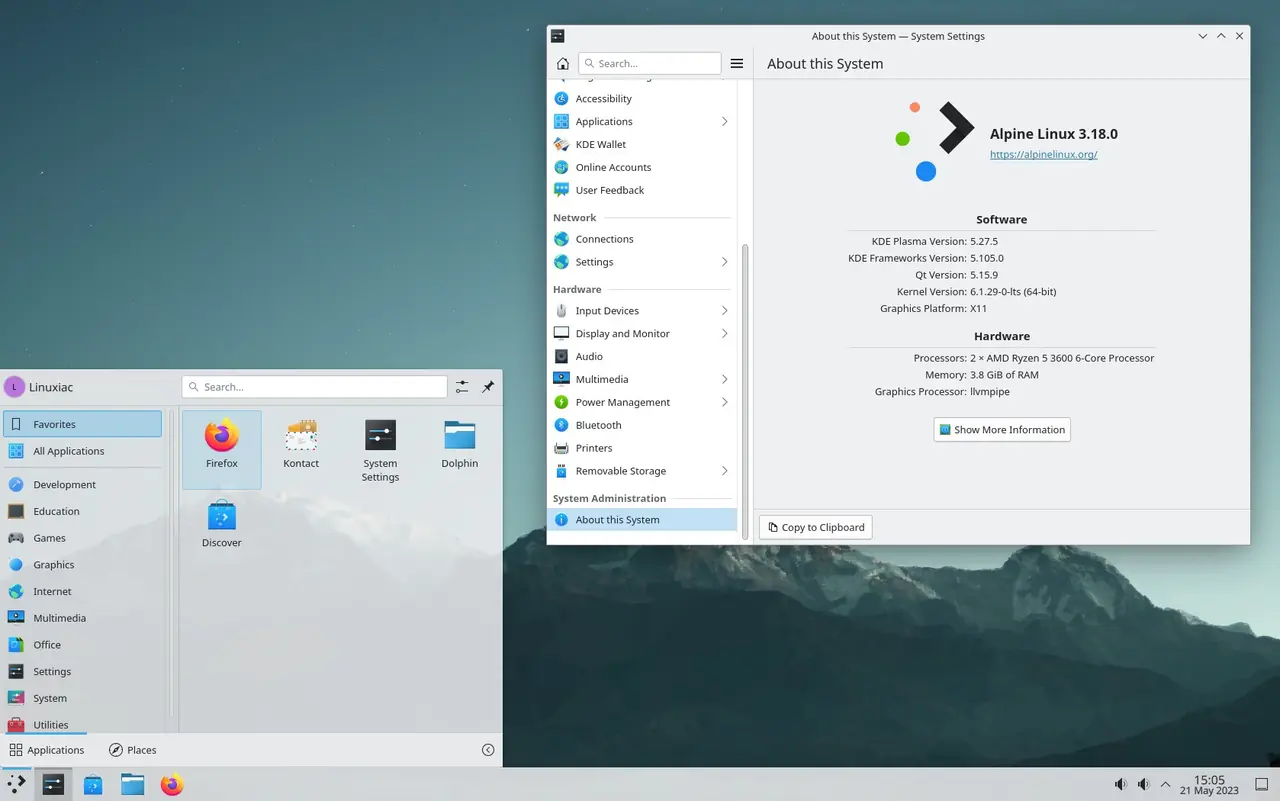 About this System — System Settings
Search...
About this System
Accessibility
Applications
KDE Wallet
Online Accounts
User Feedback
Network
Connections
Settings
Hardware
Input Devices
Display and Monitor
Audio
Multimedia
Power Management
Bluetooth
Printers
Removable Storage
System Administration
About this System
Alpine Linux 3.18.0
https://alpinelinux.org/
Software
KDE Plasma Version: 5.27.5
KDE Frameworks Version: 5.105.0
Qt Version: 5.15.9
Kernel Version: 6.1.29-0-lts (64-bit)
Graphics Platform: X11
Hardware
Processors: 2 × AMD Ryzen 5 3600 6-Core Processor
Memory: 3.8 GiB of RAM
Graphics Processor: llvmpipe
Show More Information
Copy to Clipboard
L
Linuxiac
Search...
Favorites
All Applications
Development
Education
Games
Graphics
Internet
Multimedia
Office
Settings
System
Utilities
Firefox
Kontact
System
Settings
Dolphin
Discover
Applications
Places
15:05
21 May 2023